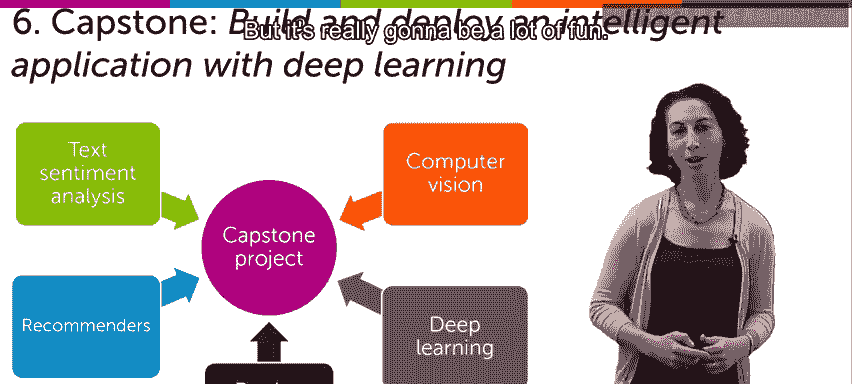 6. Capstone: Build and deploy an intelligent
But it's really gonna be a lot of fun.
application with deep learning
Text
sentiment
analysis
Computer
vision
Capstone
project
Recommenders
Deep
learning